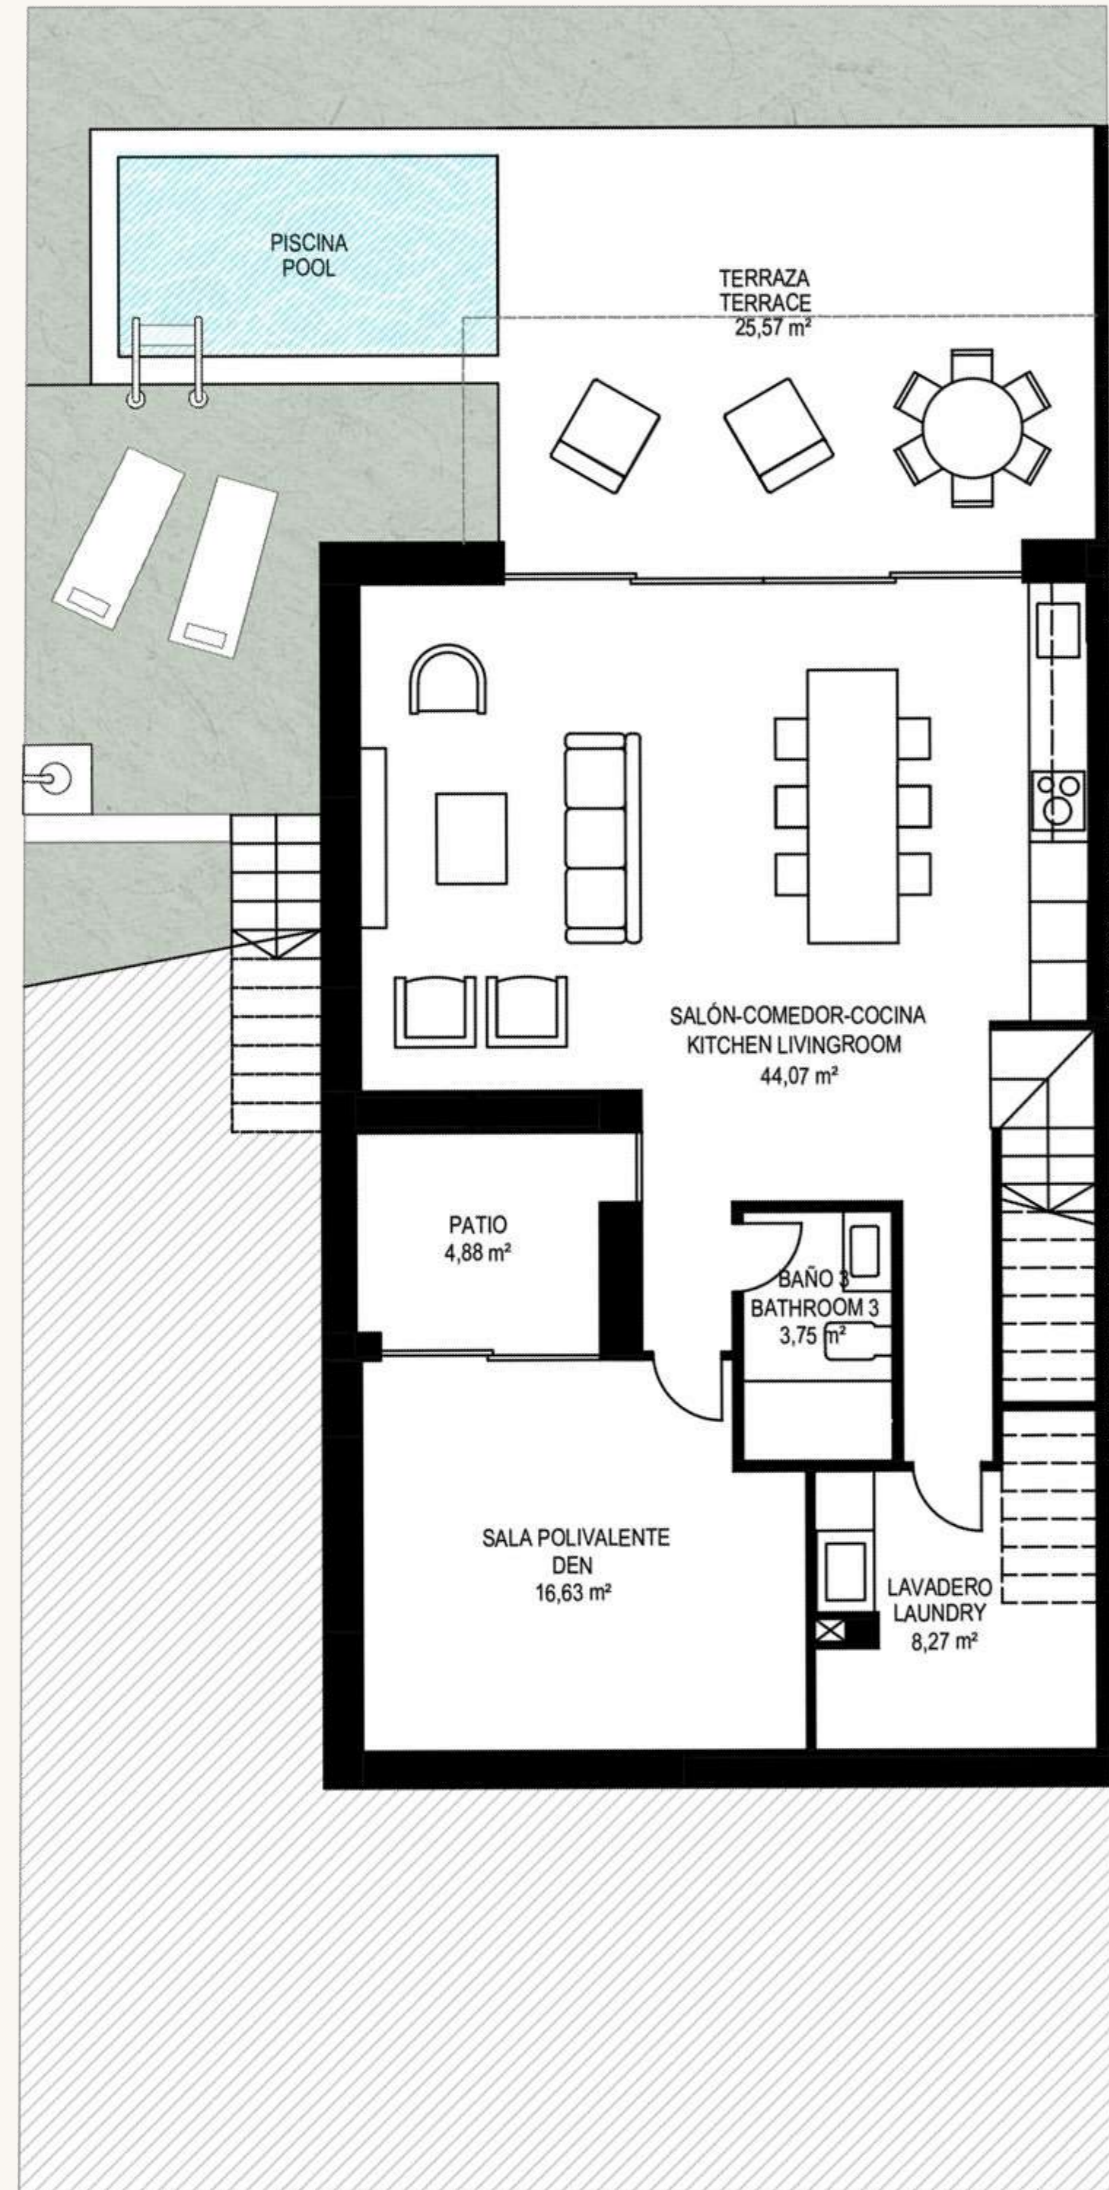 PISCINA
POOL
TERRAZA
TERRACE
25,57 m²
SALÓN-COMEDOR-COCINA
KITCHEN LIVINGROOM
44,07 m²
PATIO
4,88 m²
BAÑO 3
BATHROOM 3
3,75 m²
SALA POLIVALENTE
DEN
16,63 m²
LAVADERO
LAUNDRY
8,27 m²